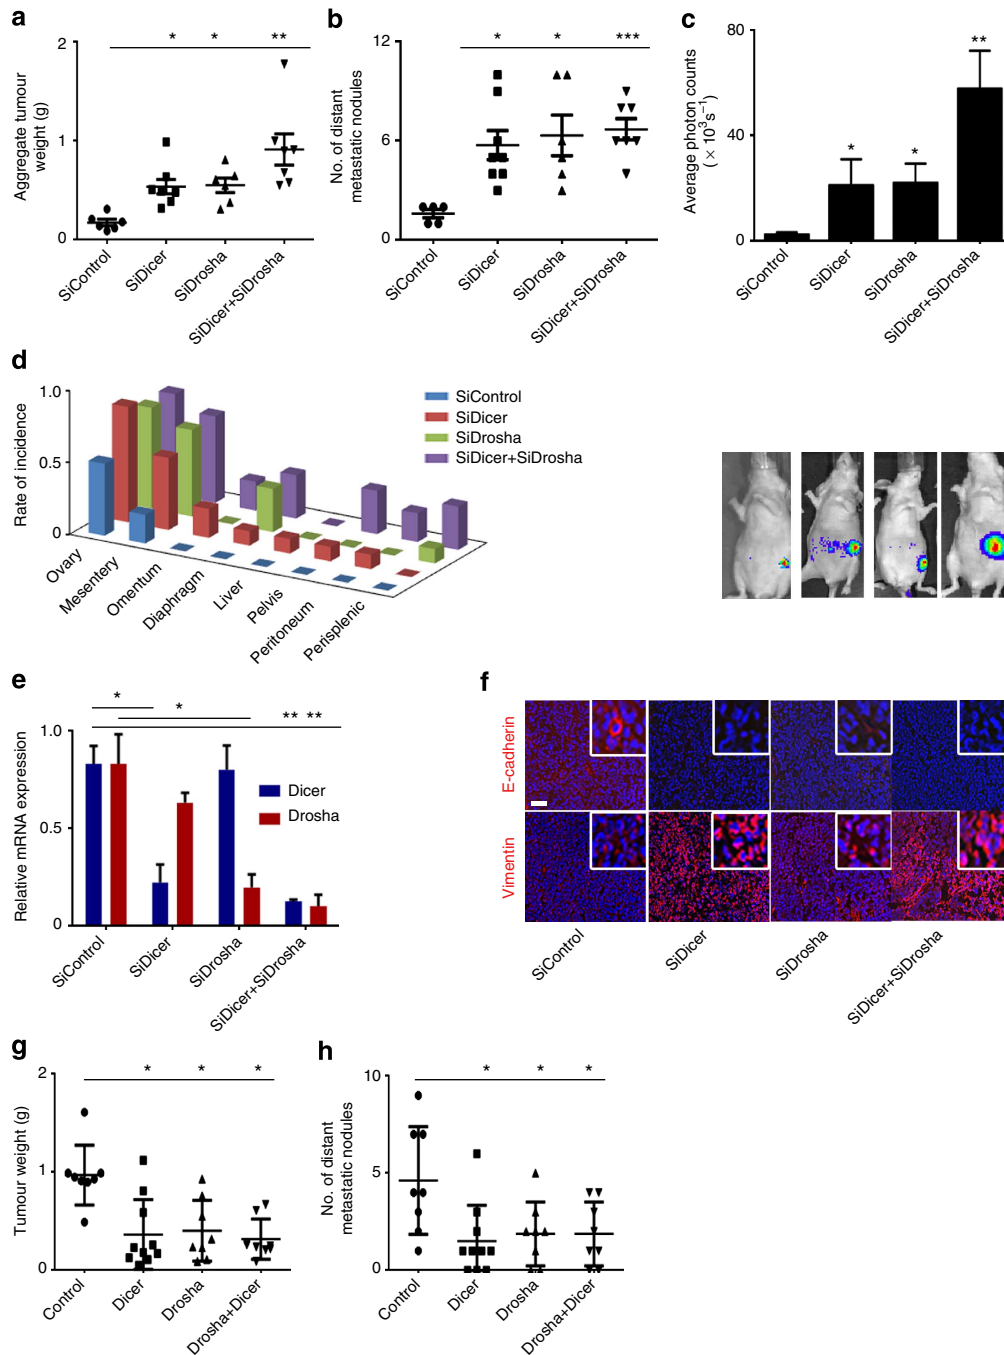 a
Aggregate tumour
weight (g)
2
1
0
* * **
SiControl
SiDicer
SiDrosha
SiDicer+SiDrosha
b
No. of distant
metastatic nodules
12
6
0
* * ***
SiControl
SiDicer
SiDrosha
SiDicer+SiDrosha
c
Average photon counts
(× 10³s⁻¹)
80
40
0
* * **
SiControl
SiDicer
SiDrosha
SiDicer+SiDrosha
d
Rate of incidence
1.0
0.5
0
SiControl
SiDicer
SiDrosha
SiDicer+SiDrosha
Ovary
Mesentery
Omentum
Diaphragm
Liver
Pelvis
Peritoneum
Perisplenic
e
Relative mRNA expression
1.0
0.5
0
* * ** **
Dicer
Drosha
SiControl
SiDicer
SiDrosha
SiDicer+SiDrosha
f
E-cadherin
Vimentin
SiControl
SiDicer
SiDrosha
SiDicer+SiDrosha
g
Tumour weight (g)
2
1
0
* * *
Control
Dicer
Drosha
Drosha+Dicer
h
No. of distant
metastatic nodules
10
5
0
* * *
Control
Dicer
Drosha
Drosha+Dicer